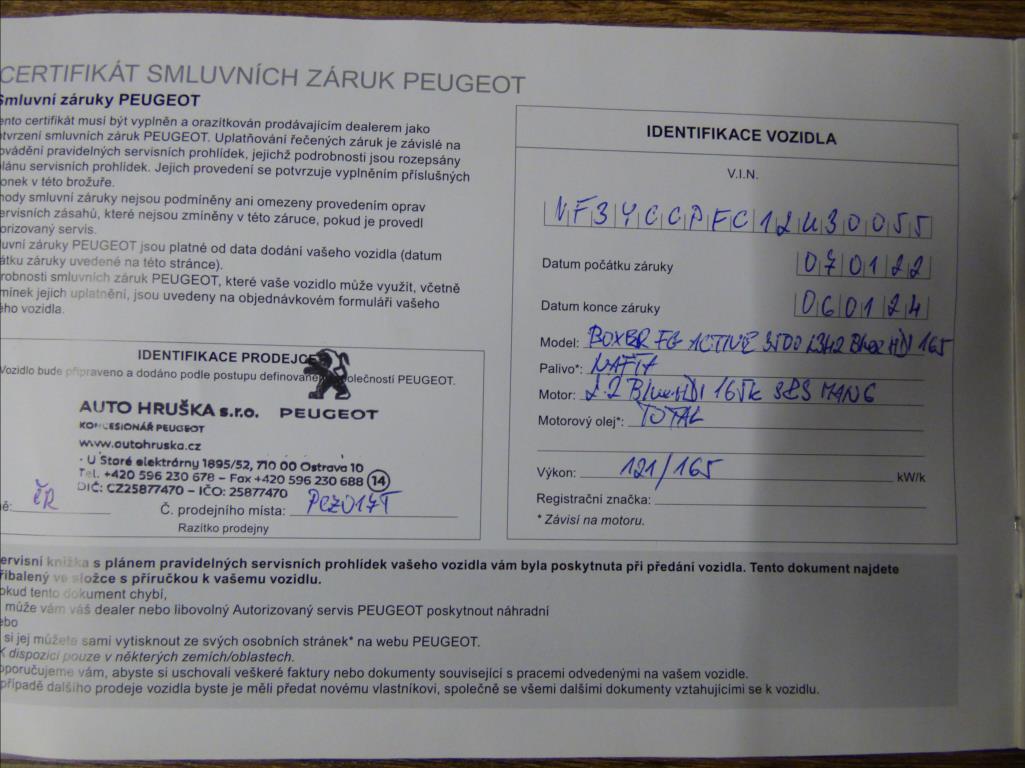 CERTIFIKÁT SMLUVNÍCH ZÁRUK PEUGEOT
Smluvní záruky PEUGEOT
ento certifikát musí být vyplněn a orazítkován prodávajícím dealerem jako
tvrzení smluvních záruk PEUGEOT. Uplatňování řečených záruk je závislé na
ovádění pravidelných servisních prohlídek, jejichž podrobnosti jsou rozepsány
lánu servisních prohlídek. Jejich provedení se potvrzuje vyplněním příslušných
onek v této brožuře.
hody smluvní záruky nejsou podmíněny ani omezeny provedením oprav
ervisních zásahů, které nejsou zmíněny v této záruce, pokud je provedl
orizovaný servis.
luvní záruky PEUGEOT jsou platné od data dodání vašeho vozidla (datum
átku záruky uvedené na této stránce).
robnosti smluvních záruk PEUGEOT, které vaše vozidlo může využít, včetně
mínek jejich uplatnění, jsou uvedeny na objednávkovém formuláři vašeho
ého vozidla.
IDENTIFIKACE PRODEJCE
Vozidlo bude připraveno a dodáno podle postupu definovaného společností PEUGEOT.
AUTO HRUŠKA s.r.o. PEUGEOT
KONCESIONÁŘ PEUGEOT
www.autohruska.cz
U Staré elektrárny 1895/52, 710 00 Ostrava 10
Tel. +420 596 230 678 – Fax +420 596 230 688 (14)
DIČ: CZ25877470 – IČO: 25877470
mě: ČR Č. prodejního místa: PCZ017T
Razítko prodejny
IDENTIFIKACE VOZIDLA
V.I.N.
VF3YCCPFC12U30055
Datum počátku záruky 070122
Datum konce záruky 060124
Model: BOXER FG ACTIVE 3500 L3H2 BlueHDI 165
Palivo*: NAFTA
Motor: 2.2 BlueHDI 165k S&S MAN6
Motorový olej*: TOTAL
Výkon: 121/165 kW/k
Registrační značka:
* Závisí na motoru.
ervisní knížka s plánem pravidelných servisních prohlídek vašeho vozidla vám byla poskytnuta při předání vozidla. Tento dokument najdete
řibalený ve složce s příručkou k vašemu vozidlu.
okud tento dokument chybí,
může vám váš dealer nebo libovolný Autorizovaný servis PEUGEOT poskytnout náhradní
ebo
si jej můžete sami vytisknout ze svých osobních stránek* na webu PEUGEOT.
K dispozici pouze v některých zemích/oblastech.
oporučujeme vám, abyste si uschovali veškeré faktury nebo dokumenty související s pracemi odvedenými na vašem vozidle.
případě dalšího prodeje vozidla byste je měli předat novému vlastníkovi, společně se všemi dalšími dokumenty vztahujícími se k vozidlu.